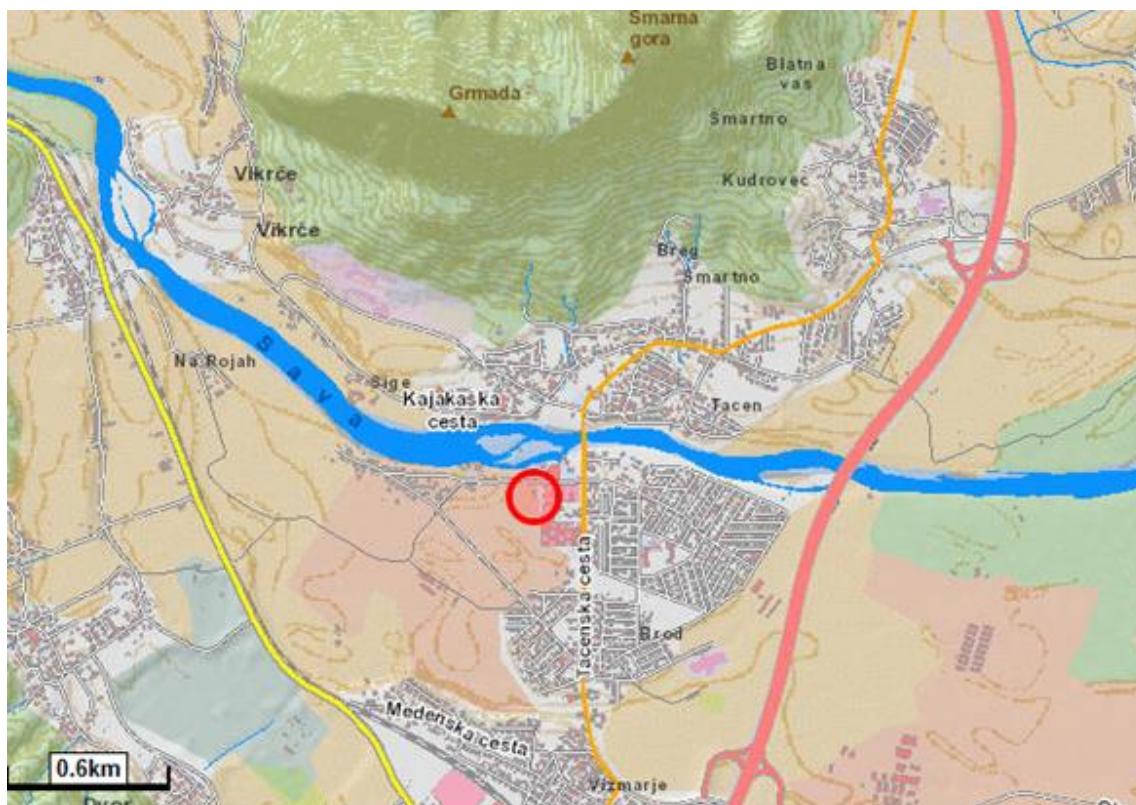 Šmarna
gora
Grmada
Blatna
vas
Šmartno
Vikrče
Kudrovec
Vikrče
Breg
Šmartno
Sava
Na Rojah
Sige
Kajakaška
cesta
Tacen
Tacenska cesta
Brod
Medenska cesta
0.6km
Vižmarje
Dvor